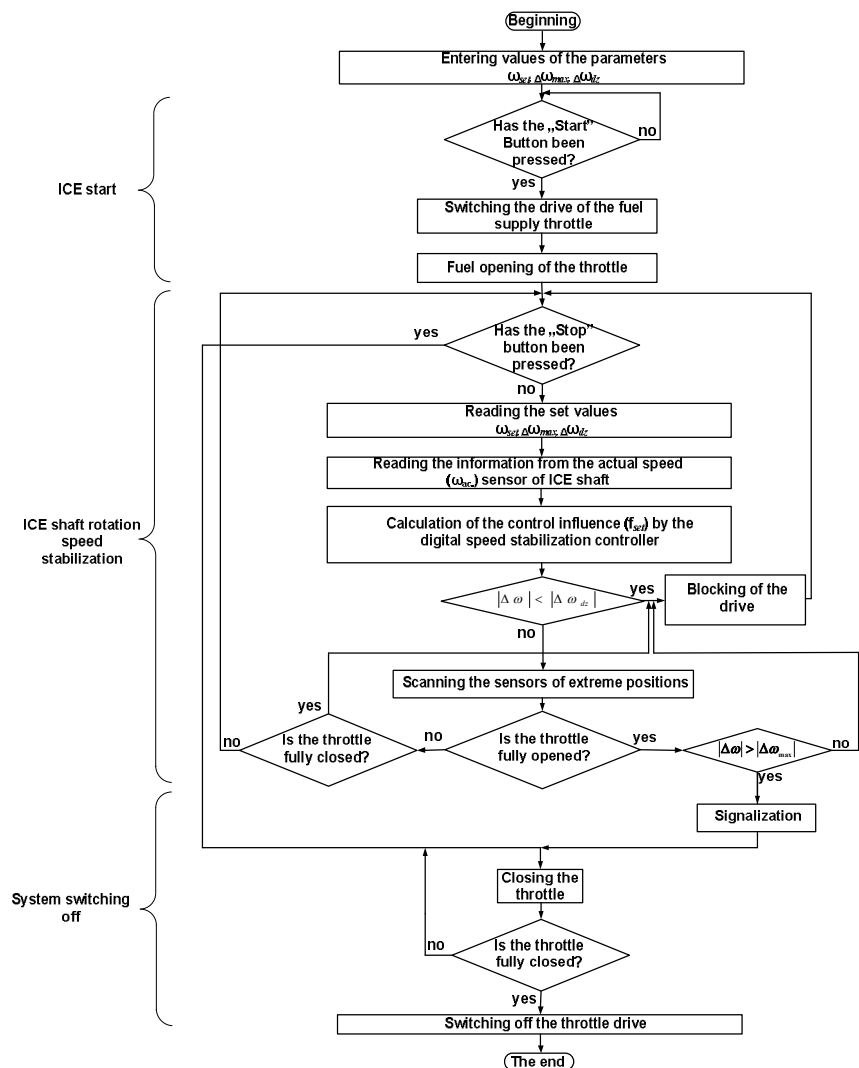 Beginning
Entering values of the parameters
ωset, Δωmax, Δωdz
Has the „Start”
Button been
pressed?
no
yes
ICE start
Switching the drive of the fuel
supply throttle
Fuel opening of the throttle
yes
Has the „Stop”
button been
pressed?
no
Reading the set values
ωset, Δωmax, Δωdz
Reading the information from the actual speed
(ωac.) sensor of ICE shaft
ICE shaft rotation
speed
stabilization
Calculation of the control influence (fset) by the
digital speed stabilization controller
|Δ ω| < |Δ ω dz|
yes
Blocking of the
drive
no
Scanning the sensors of extreme positions
yes
no
Is the throttle
fully closed?
no
Is the throttle
fully opened?
yes
|Δω| > |Δωmax|
no
yes
Signalization
System switching
off
Closing the
throttle
no
Is the throttle
fully closed?
yes
Switching off the throttle drive
The end